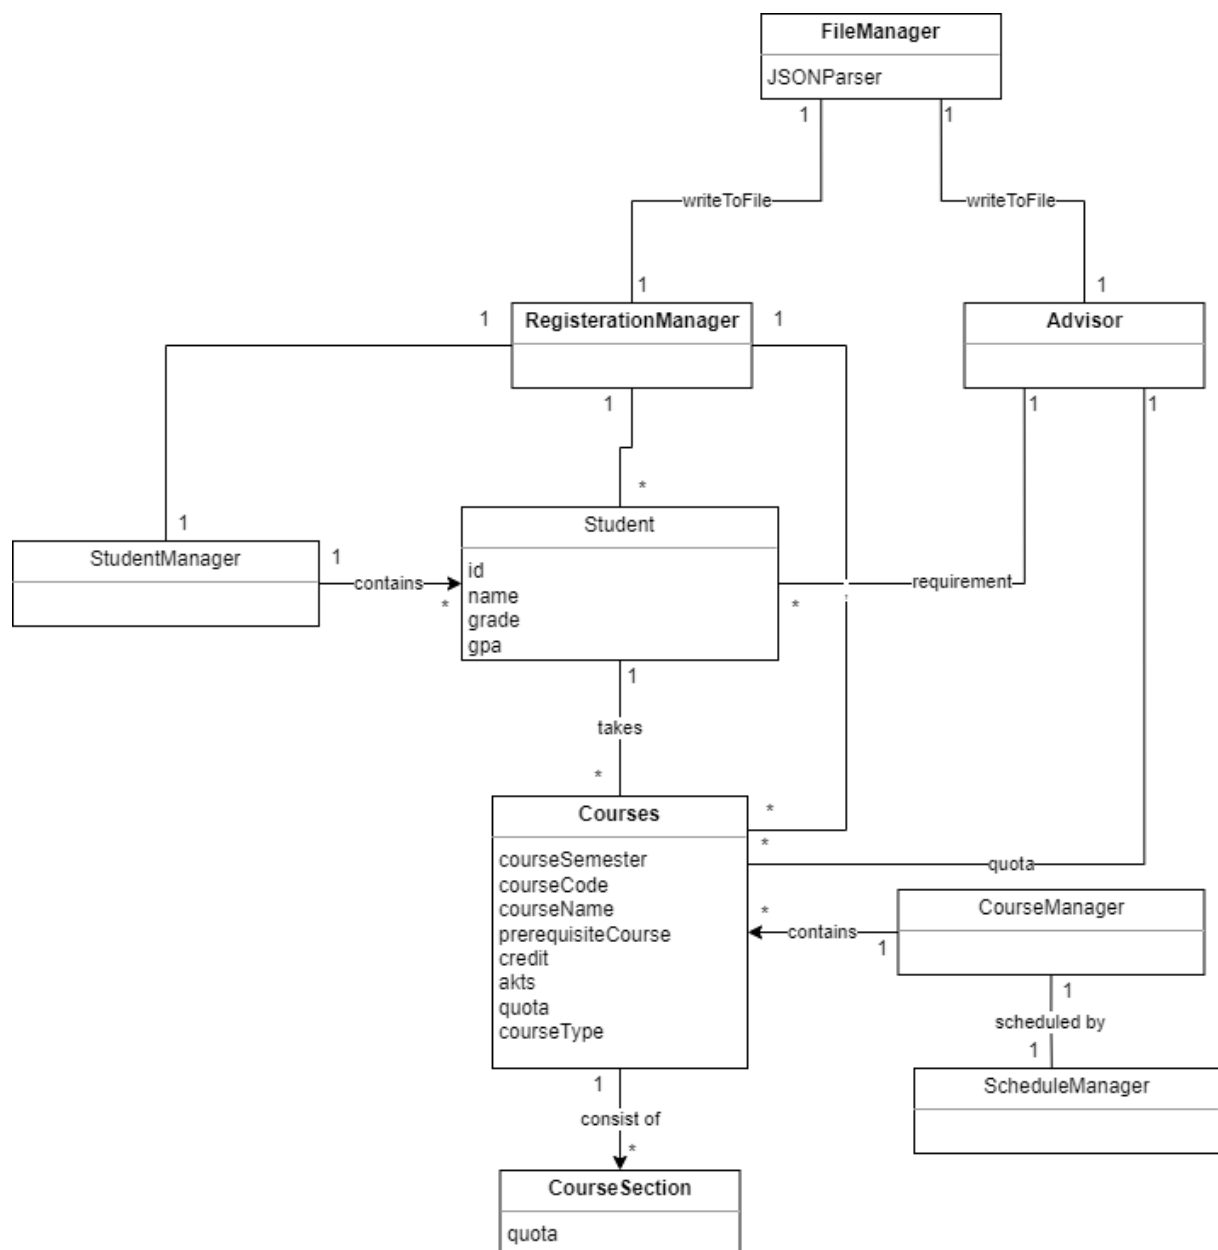 FileManager
JSONParser
1
1
writeToFile
writeToFile
1
1
RegisterationManager
Advisor
1
1
1
1
1
*
1
Student
StudentManager
1
contains
*
id
name
grade
gpa
requirement
*
1
takes
*
Courses
*
*
courseSemester
courseCode
courseName
prerequisiteCourse
credit
akts
quota
courseType
quota
*
contains
1
CourseManager
1
scheduled by
1
ScheduleManager
1
consist of
*
CourseSection
quota